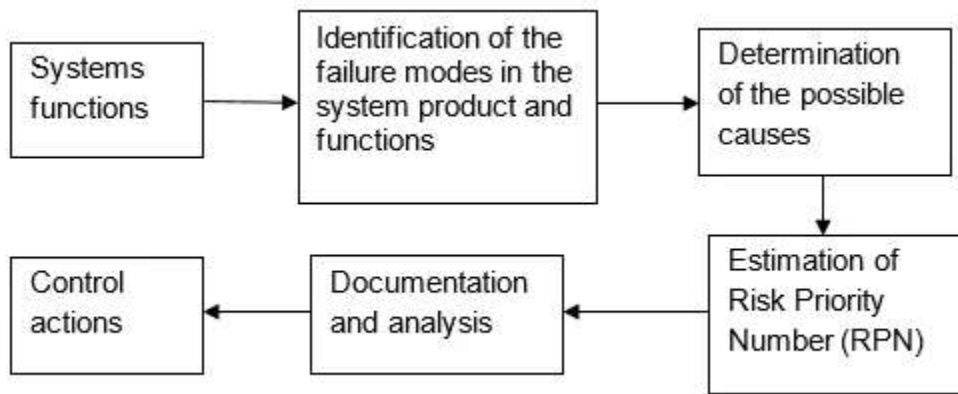 Systems
functions
Identification of the
failure modes in the
system product and
functions
Determination
of the possible
causes
Estimation of
Risk Priority
Number (RPN)
Documentation
and analysis
Control
actions